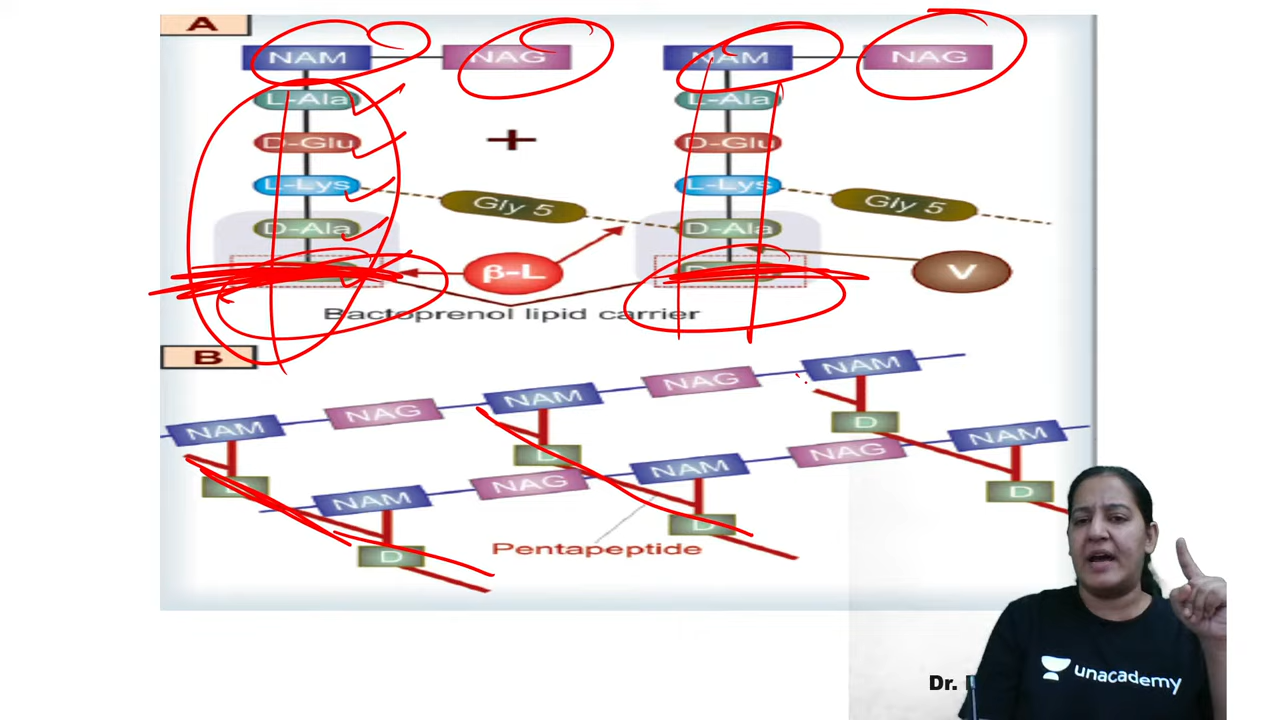 A
NAM NAG NAM NAG
L-Ala L-Ala
D-Glu + D-Glu
L-Lys L-Lys
Gly 5 Gly 5
D-Ala D-Ala
β-L V
Bactoprenol lipid carrier
B
NAM NAG NAM NAG NAM
D
NAM NAG NAM NAG NAM
D D D
Pentapeptide
unacademy
Dr.